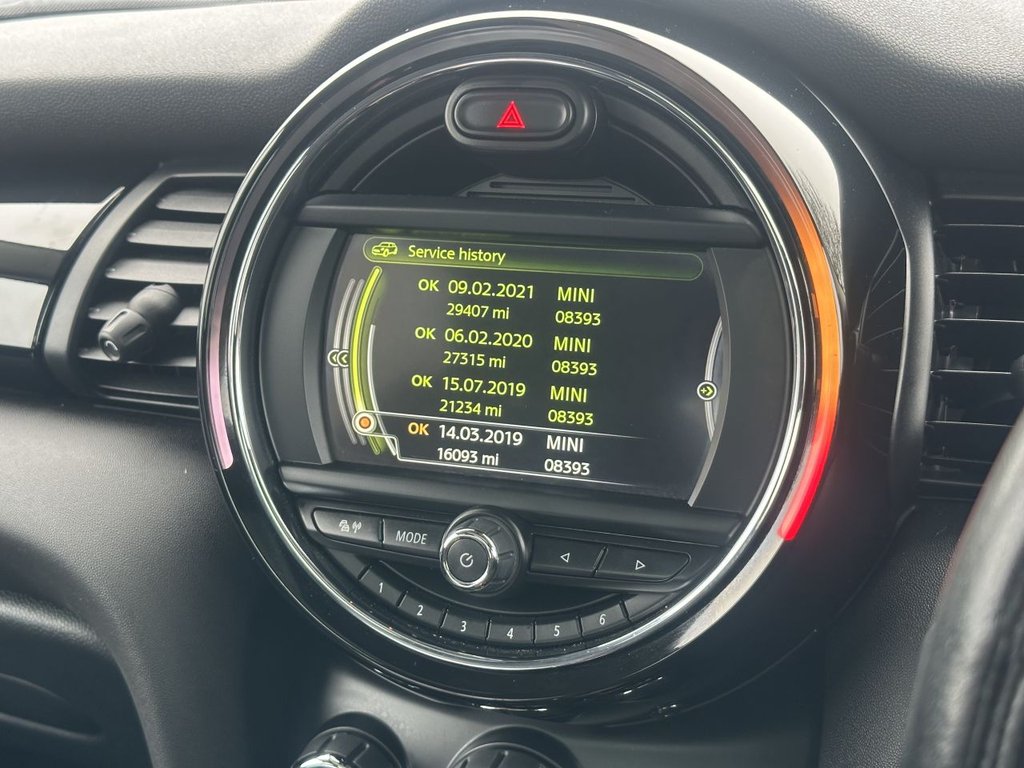 Service history
OK 09.02.2021 MINI
29407 mi 08393
OK 06.02.2020 MINI
27315 mi 08393
OK 15.07.2019 MINI
21234 mi 08393
OK 14.03.2019 MINI
16093 mi 08393
MODE
1 2 3 4 5 6